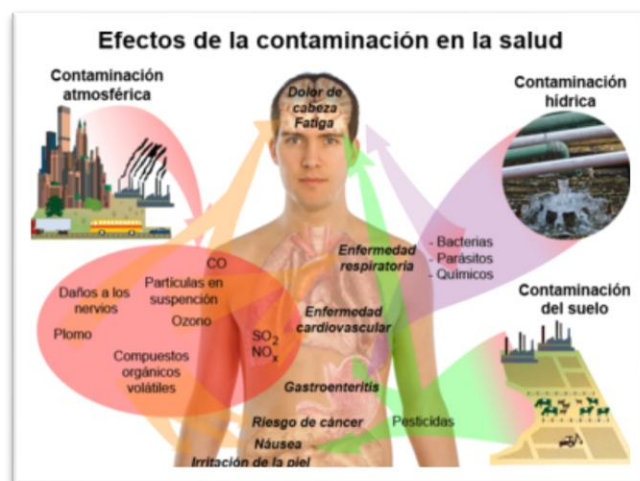 Efectos de la contaminación en la salud
Contaminación
atmosférica
Dolor de
cabeza
Fatiga
Contaminación
hídrica
- Bacterias
- Parásitos
- Químicos
Enfermedad
respiratoria
CO
Partículas en
suspención
Daños a los
nervios
Ozono
Plomo
SO2
NOx
Compuestos
orgánicos
volátiles
Enfermedad
cardiovascular
Contaminación
del suelo
Gastroenteritis
Riesgo de cáncer
Pesticidas
Náusea
Irritación de la piel